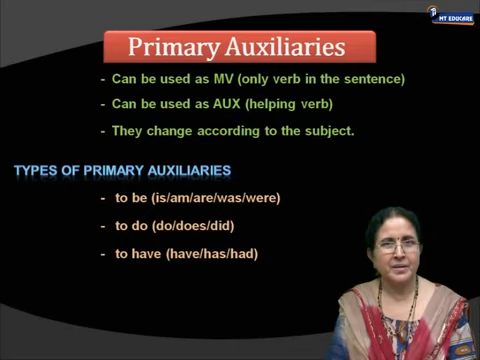 MT EDUCARE
Primary Auxiliaries
- Can be used as MV (only verb in the sentence)
- Can be used as AUX (helping verb)
- They change according to the subject.
TYPES OF PRIMARY AUXILIARIES
- to be (is/am/are/was/were)
- to do (do/does/did)
- to have (have/has/had)